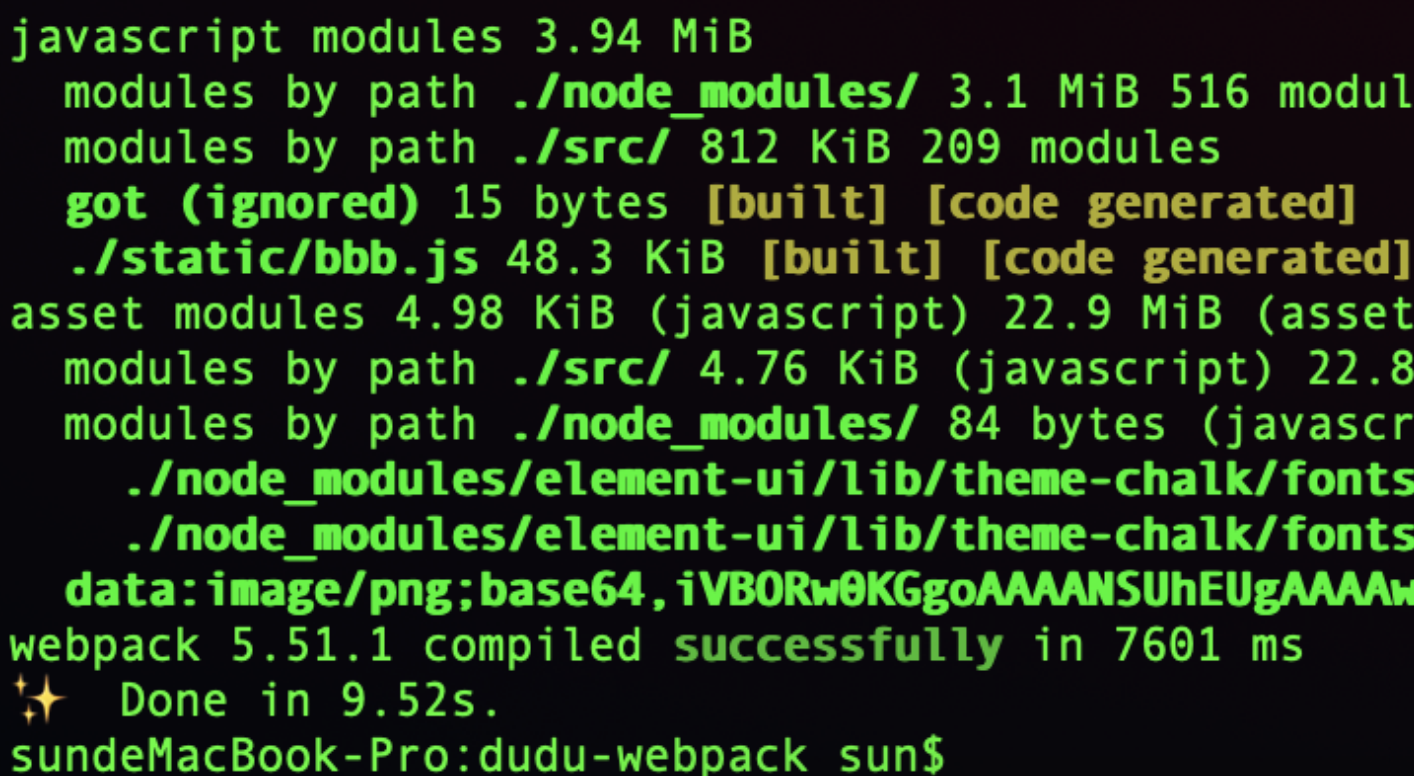 javascript modules 3.94 MiB
modules by path ./node_modules/ 3.1 MiB 516 modul
modules by path ./src/ 812 KiB 209 modules
got (ignored) 15 bytes [built] [code generated]
./static/bbb.js 48.3 KiB [built] [code generated]
asset modules 4.98 KiB (javascript) 22.9 MiB (asset
modules by path ./src/ 4.76 KiB (javascript) 22.8
modules by path ./node_modules/ 84 bytes (javascr
./node_modules/element-ui/lib/theme-chalk/fonts
./node_modules/element-ui/lib/theme-chalk/fonts
data:image/png;base64,iVBORw0KGgoAAAANSUhEUgAAAAw
webpack 5.51.1 compiled successfully in 7601 ms
✨ Done in 9.52s.
sundeMacBook-Pro:dudu-webpack sun$